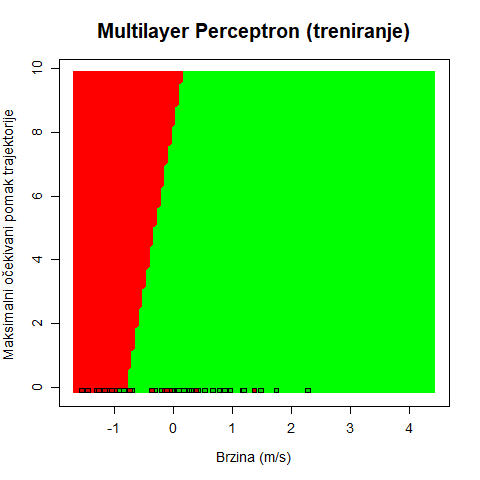 Multilayer Perceptron (treniranje)
Maksimalni očekivani pomak trajektorije
10
8
6
4
2
0
-1 0 1 2 3 4
Brzina (m/s)